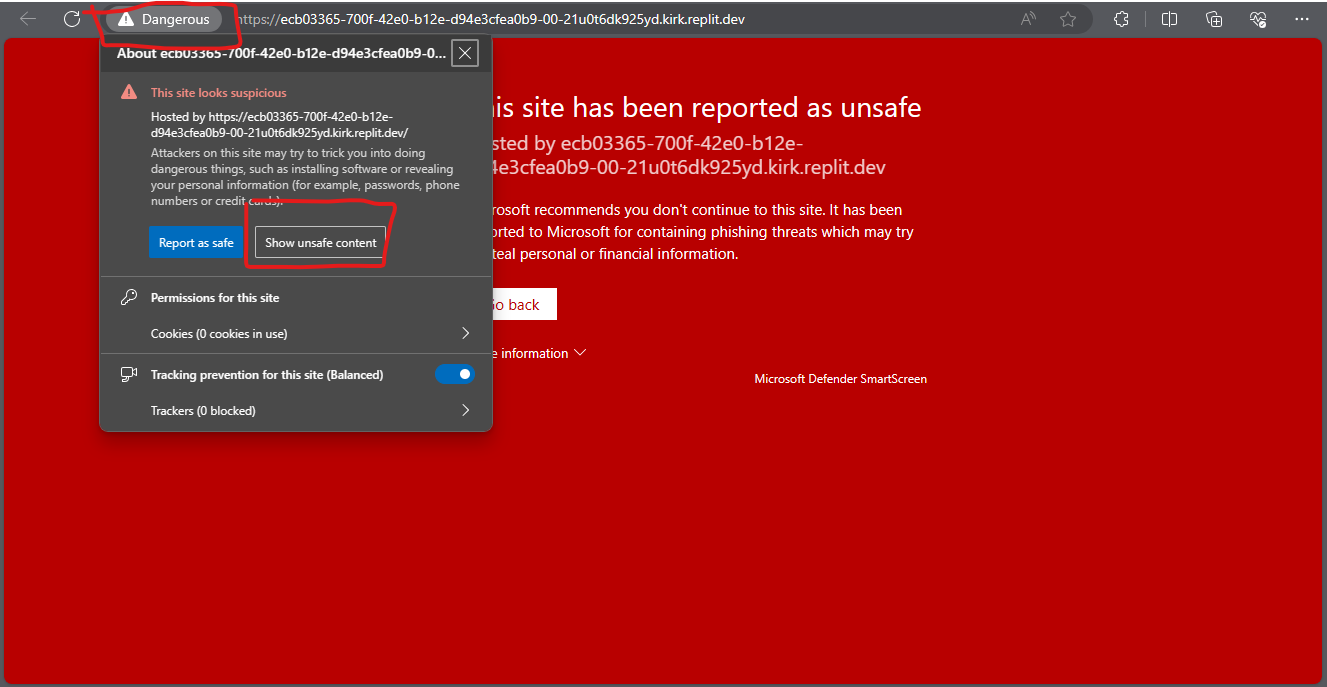 Dangerous
https://ecb03365-700f-42e0-b12e-d94e3cfea0b9-00-21u0t6dk925yd.kirk.replit.dev
About ecb03365-700f-42e0-b12e-d94e3cfea0b9-0...
This site looks suspicious
Hosted by https://ecb03365-700f-42e0-b12e-
d94e3cfea0b9-00-21u0t6dk925yd.kirk.replit.dev/
Attackers on this site may try to trick you into doing
dangerous things, such as installing software or revealing
your personal information (for example, passwords, phone
numbers or credit cards).
Report as safe
Show unsafe content
Permissions for this site
Cookies (0 cookies in use)
Tracking prevention for this site (Balanced)
Trackers (0 blocked)
is site has been reported as unsafe
sted by ecb03365-700f-42e0-b12e-
4e3cfea0b9-00-21u0t6dk925yd.kirk.replit.dev
rosoft recommends you don't continue to this site. It has been
orted to Microsoft for containing phishing threats which may try
teal personal or financial information.
Go back
e information
Microsoft Defender SmartScreen